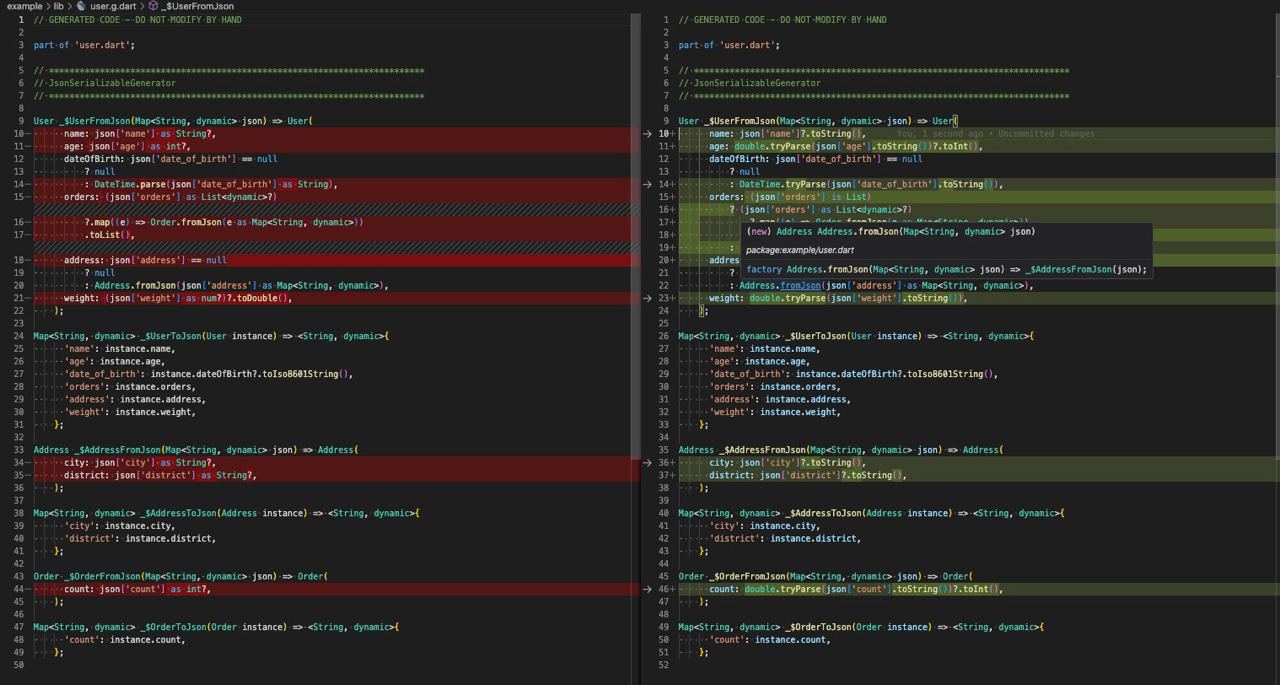 example > lib > user.g.dart > _$UserFromJson
1 // GENERATED CODE - DO NOT MODIFY BY HAND
2
3 part of 'user.dart';
4
5 // **************************************************************************
6 // JsonSerializableGenerator
7 // **************************************************************************
8
9 User _$UserFromJson(Map<String, dynamic> json) => User(
10- name: json['name'] as String?,
11- age: json['age'] as int?,
12 dateOfBirth: json['date_of_birth'] == null
13 ? null
14- : DateTime.parse(json['date_of_birth'] as String),
15- orders: (json['orders'] as List<dynamic>?)
16- ?.map((e) => Order.fromJson(e as Map<String, dynamic>))
17- .toList(),
18- address: json['address'] == null
19 ? null
20 : Address.fromJson(json['address'] as Map<String, dynamic>),
21- weight: (json['weight'] as num?)?.toDouble(),
22 );
23
24 Map<String, dynamic> _$UserToJson(User instance) => <String, dynamic>{
25 'name': instance.name,
26 'age': instance.age,
27 'date_of_birth': instance.dateOfBirth?.toIso8601String(),
28 'orders': instance.orders,
29 'address': instance.address,
30 'weight': instance.weight,
31 };
32
33 Address _$AddressFromJson(Map<String, dynamic> json) => Address(
34- city: json['city'] as String?,
35- district: json['district'] as String?,
36 );
37
38 Map<String, dynamic> _$AddressToJson(Address instance) => <String, dynamic>{
39 'city': instance.city,
40 'district': instance.district,
41 };
42
43 Order _$OrderFromJson(Map<String, dynamic> json) => Order(
44- count: json['count'] as int?,
45 );
46
47 Map<String, dynamic> _$OrderToJson(Order instance) => <String, dynamic>{
48 'count': instance.count,
49 };
50
1 // GENERATED CODE - DO NOT MODIFY BY HAND
2
3 part of 'user.dart';
4
5 // **************************************************************************
6 // JsonSerializableGenerator
7 // **************************************************************************
8
9 User _$UserFromJson(Map<String, dynamic> json) => User(
10+ name: json['name']?.toString(), You, 1 second ago • Uncommitted changes
11+ age: double.tryParse(json['age'].toString())?.toInt(),
12 dateOfBirth: json['date_of_birth'] == null
13 ? null
14+ : DateTime.tryParse(json['date_of_birth'].toString()),
15+ orders: (json['orders'] is List)
16+ ? (json['orders'] as List<dynamic>?)
17+ ?.map((e) => Order.fromJson(e as Map<String, dynamic>))
18+ (new) Address Address.fromJson(Map<String, dynamic> json)
19+ :
package:example/user.dart
20+ addre
21 ? factory Address.fromJson(Map<String, dynamic> json) => _$AddressFromJson(json);
22 : Address.fromJson(json['address'] as Map<String, dynamic>),
23+ weight: double.tryParse(json['weight'].toString()),
24 );
25
26 Map<String, dynamic> _$UserToJson(User instance) => <String, dynamic>{
27 'name': instance.name,
28 'age': instance.age,
29 'date_of_birth': instance.dateOfBirth?.toIso8601String(),
30 'orders': instance.orders,
31 'address': instance.address,
32 'weight': instance.weight,
33 };
34
35 Address _$AddressFromJson(Map<String, dynamic> json) => Address(
36+ city: json['city']?.toString(),
37+ district: json['district']?.toString(),
38 );
39
40 Map<String, dynamic> _$AddressToJson(Address instance) => <String, dynamic>{
41 'city': instance.city,
42 'district': instance.district,
43 };
44
45 Order _$OrderFromJson(Map<String, dynamic> json) => Order(
46+ count: double.tryParse(json['count'].toString())?.toInt(),
47 );
48
49 Map<String, dynamic> _$OrderToJson(Order instance) => <String, dynamic>{
50 'count': instance.count,
51 };
52